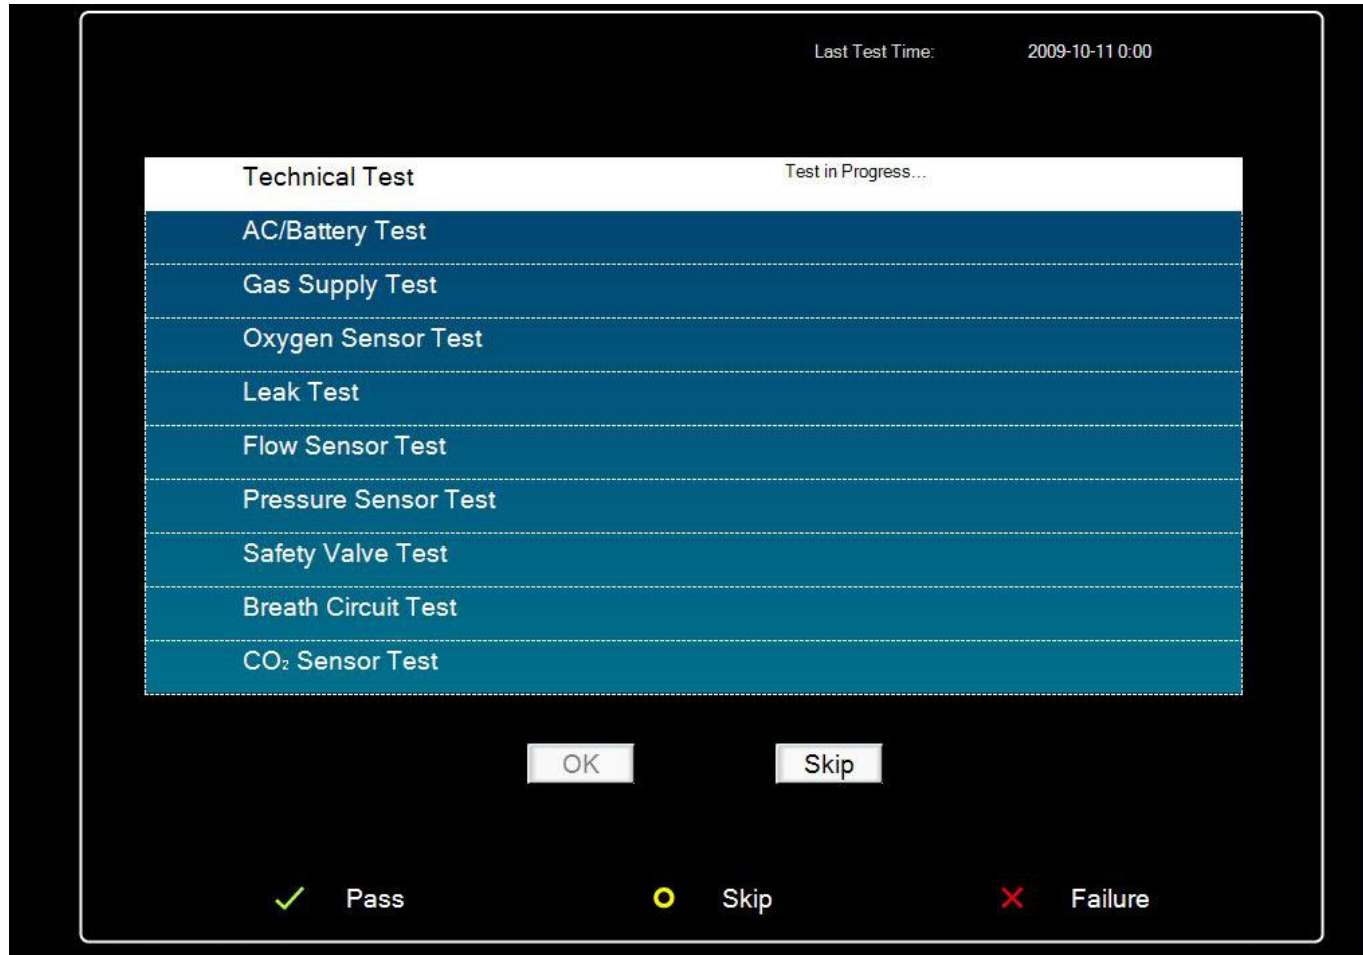 Last Test Time: 2009-10-11 0:00
Technical Test Test in Progress...
AC/Battery Test
Gas Supply Test
Oxygen Sensor Test
Leak Test
Flow Sensor Test
Pressure Sensor Test
Safety Valve Test
Breath Circuit Test
CO₂ Sensor Test
OK Skip
Pass Skip Failure